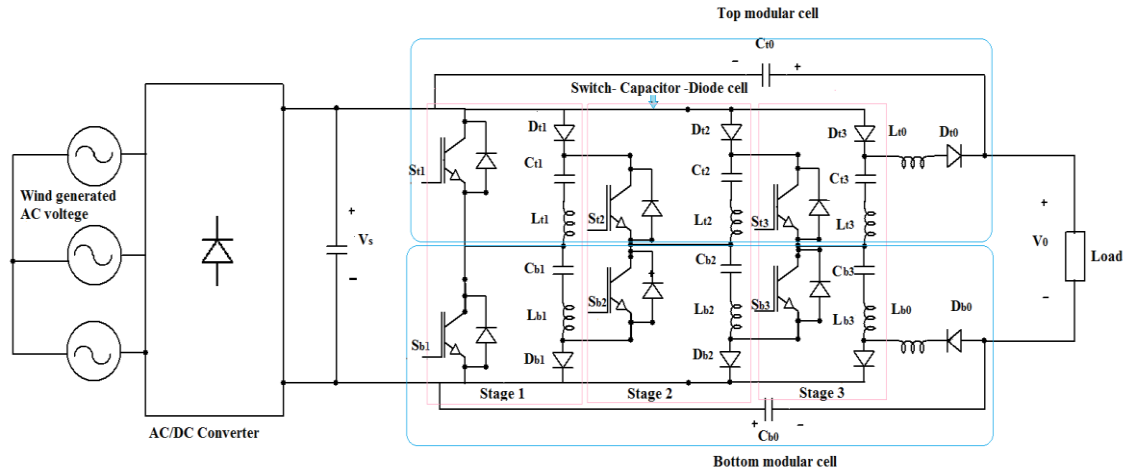 Top modular cell
Ct0
- +
Switch- Capacitor -Diode cell
Dt1
Dt2
Dt3
Lt0
Dt0
St1
Ct1
Ct2
Ct3
Wind generated
AC voltege
St2
St3
Lt1
Lt2
Lt3
+
Vs
-
+
V0
-
Load
Cb1
Cb2
Cb3
Sb2
+
Sb3
Lb1
Lb2
Lb3
Lb0
Db0
Sb1
Db1
Db2
Stage 1
Stage 2
Stage 3
AC/DC Converter
+ -
Cb0
Bottom modular cell